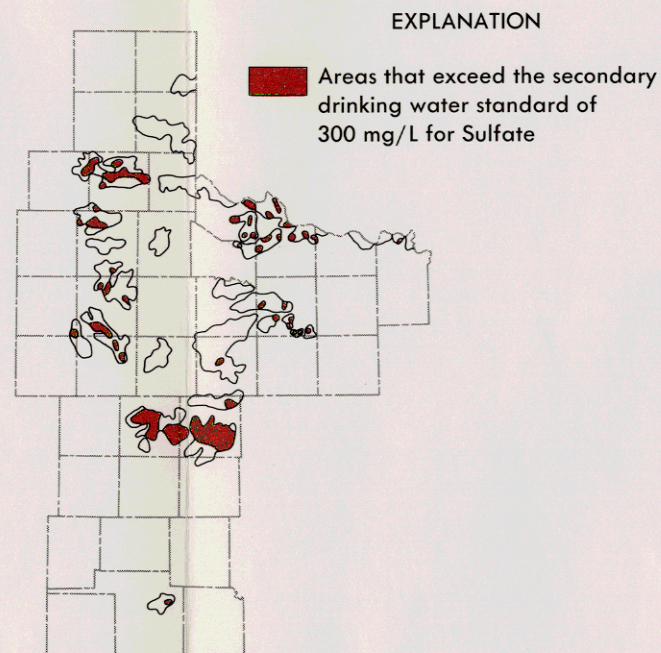 EXPLANATION
Areas that exceed the secondary
drinking water standard of
300 mg/L for Sulfate